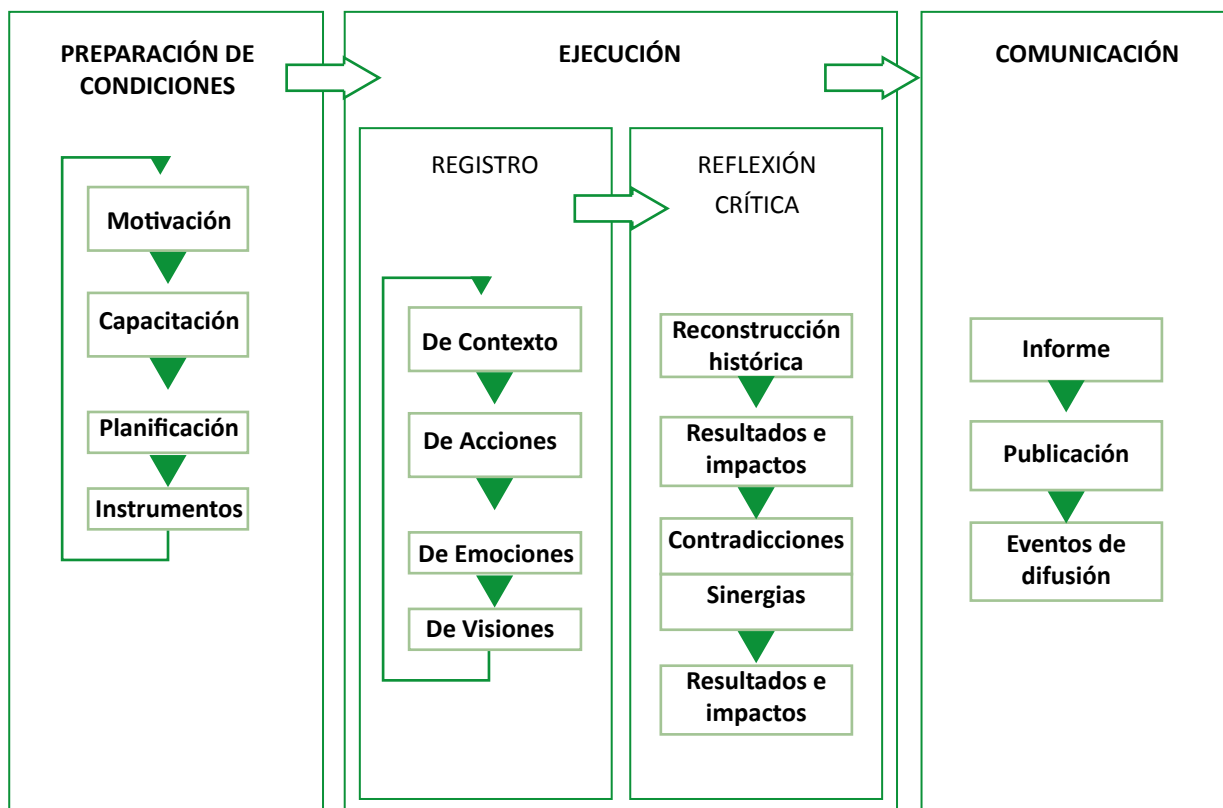 PREPARACIÓN DE
CONDICIONES
Motivación
Capacitación
Planificación
Instrumentos
EJECUCIÓN
REGISTRO
De Contexto
De Acciones
De Emociones
De Visiones
REFLEXIÓN
CRÍTICA
Reconstrucción
histórica
Resultados e
impactos
Contradicciones
Sinergias
Resultados e
impactos
COMUNICACIÓN
Informe
Publicación
Eventos de
difusión